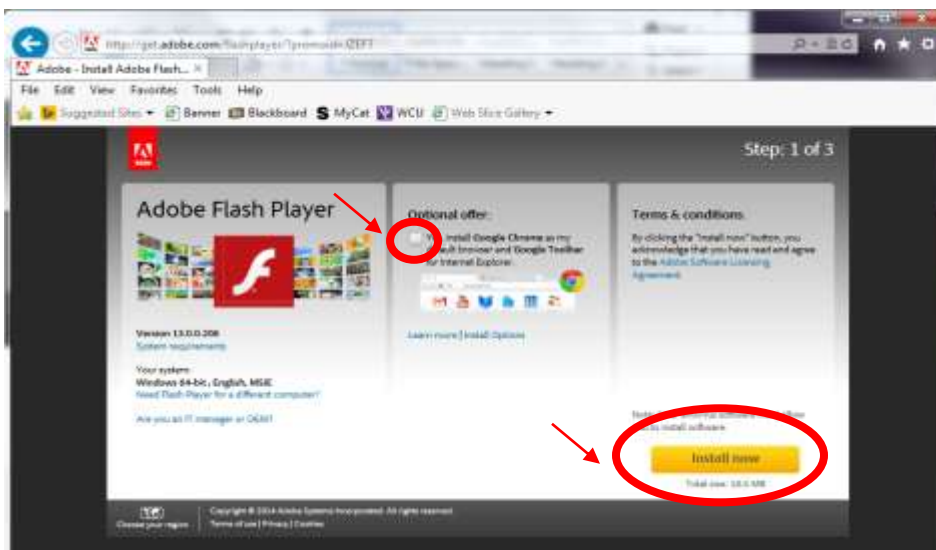 http://get.adobe.com/flashplayer/?promoid=JZEFT
Adobe - Install Adobe Flash...
File Edit View Favorites Tools Help
Suggested Sites Banner Blackboard MyCat WCU Web Slice Gallery
Step: 1 of 3
Adobe Flash Player
Version 13.0.0.206
System requirements
Your system:
Windows 64-bit, English, MSIE
Need Flash Player for a different computer?
Are you an IT manager or OEM?
Optional offer:
install Google Chrome as my
default browser and Google Toolbar
for Internet Explorer.
Learn more | Install Options
Terms & conditions
By clicking the "Install now" button, you
acknowledge that you have read and agree
to the Adobe Software Licensing
Agreement.
to install software.
Install now
Total size:
Choose your region
Copyright © 2014 Adobe Systems Incorporated. All rights reserved.
Terms of use | Privacy | Cookies